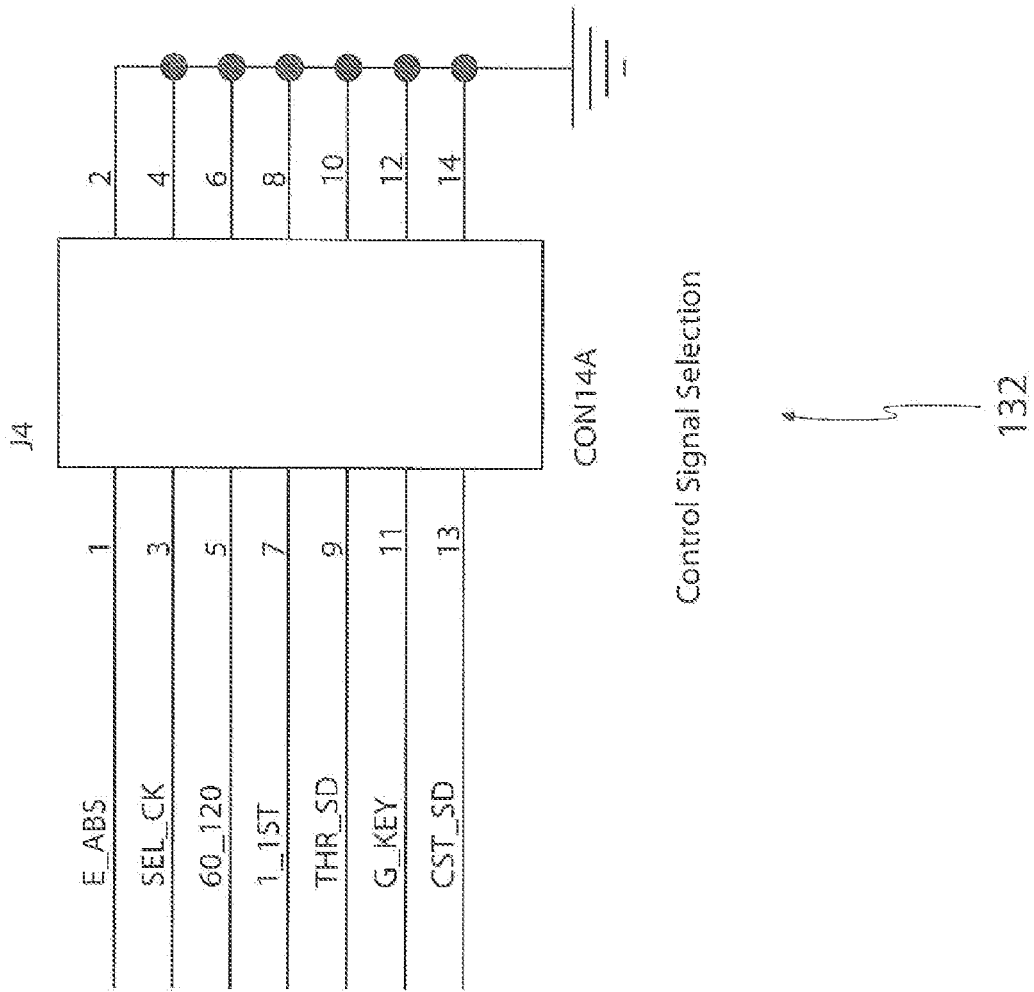 J4
E_ABS 1 2
SEL_CK 3 4
60_120 5 6
1_1ST 7 8
THR_SD 9 10
G_KEY 11 12
CST_SD 13 14
CON14A
Control Signal Selection
132